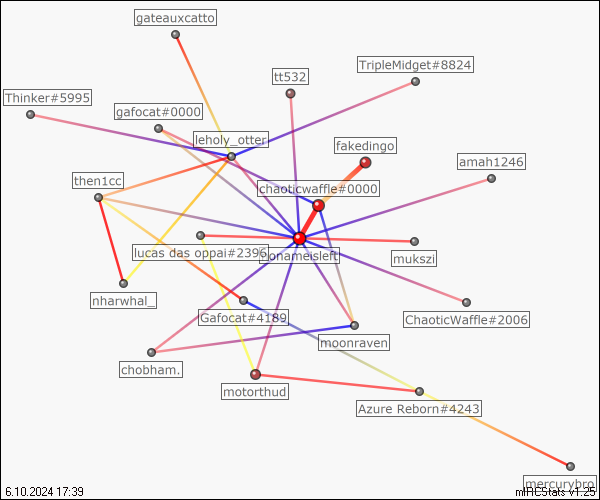 gateauxcatto
TripleMidget#8824
tt532
Thinker#5995
gafocat#0000
leholy_otter
fakedingo
amah1246
then1cc
chaoticwaffle#0000
lucas das oppai#2396
nonameisleft
mukszi
nharwhal_
Gafocat#4189
ChaoticWaffle#2006
moonraven
chobham.
motorthud
Azure Reborn#4243
mercurybro
6.10.2024 17:39
mIRCStats v1.25